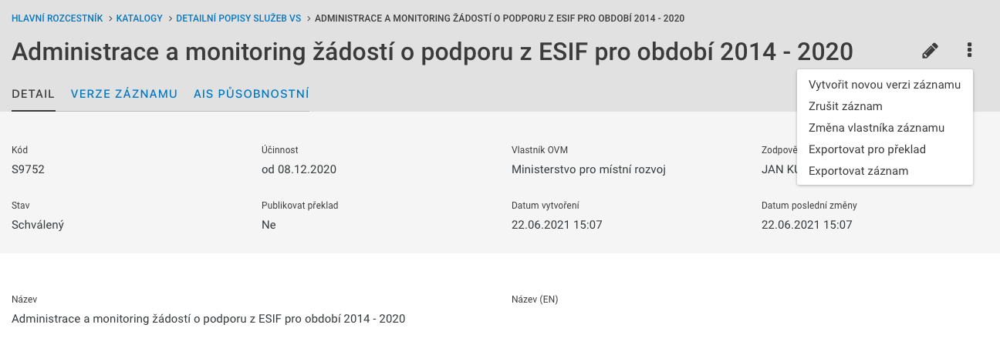 HLAVNÍ ROZCESTNÍK > KATALOGY > DETAILNÍ POPISY SLUŽEB VS > ADMINISTRACE A MONITORING ŽÁDOSTÍ O PODPORU Z ESIF PRO OBDOBÍ 2014 - 2020
Administrace a monitoring žádostí o podporu z ESIF pro období 2014 - 2020
DETAIL VERZE ZÁZNAMU AIS PŮSOBNOSTNÍ
Vytvořit novou verzi záznamu
Zrušit záznam
Změna vlastníka záznamu
Exportovat pro překlad
Exportovat záznam
Kód Účinnost Vlastník OVM
S9752 od 08.12.2020 Ministerstvo pro místní rozvoj JAN
Stav Publikovat překlad Datum vytvoření Datum poslední změny
Schválený Ne 22.06.2021 15:07 22.06.2021 15:07
Název Název (EN)
Administrace a monitoring žádostí o podporu z ESIF pro období 2014 - 2020